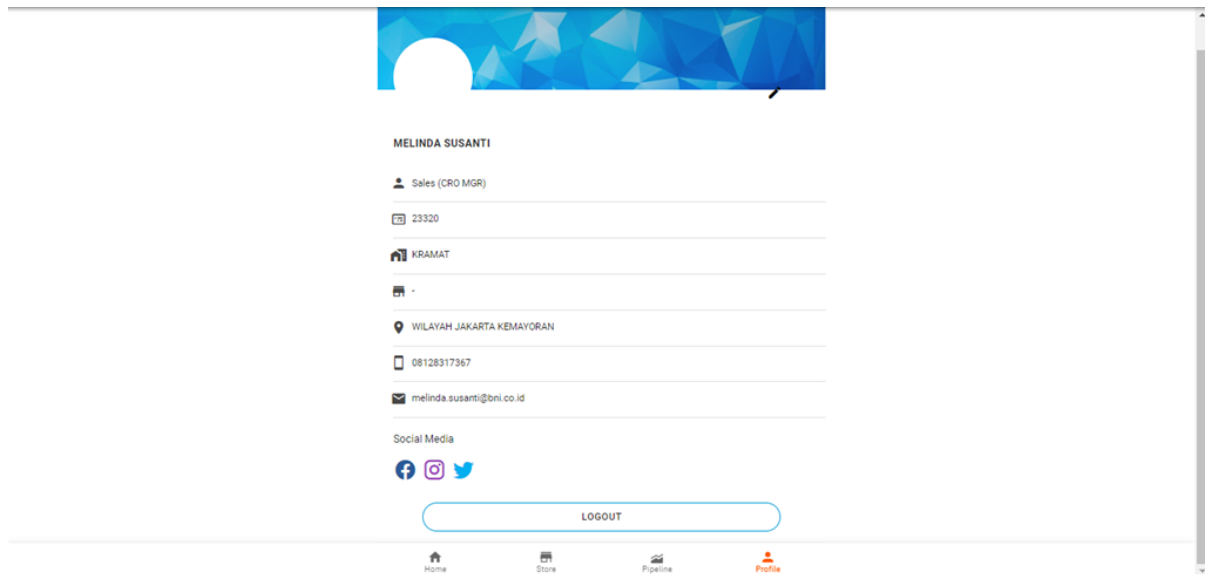 MELINDA SUSANTI
Sales (CRO MGR)
23320
KRAMAT
-
WILAYAH JAKARTA KEMAYORAN
08128317367
melinda.susanti@bni.co.id
Social Media
LOGOUT
Home Store Pipeline Profile